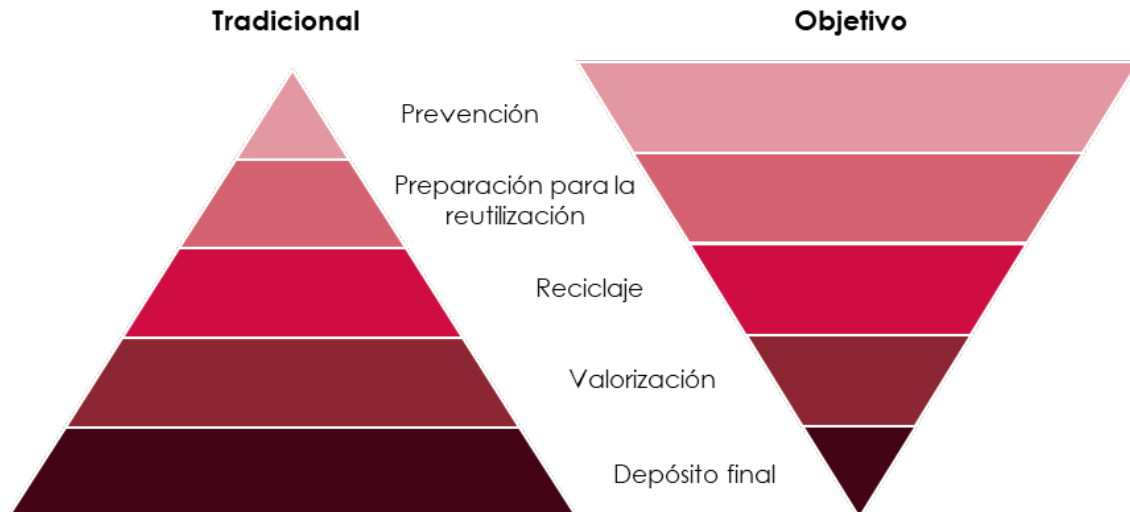 Tradicional
Objetivo
Prevención
Preparación para la
reutilización
Reciclaje
Valorización
Depósito final